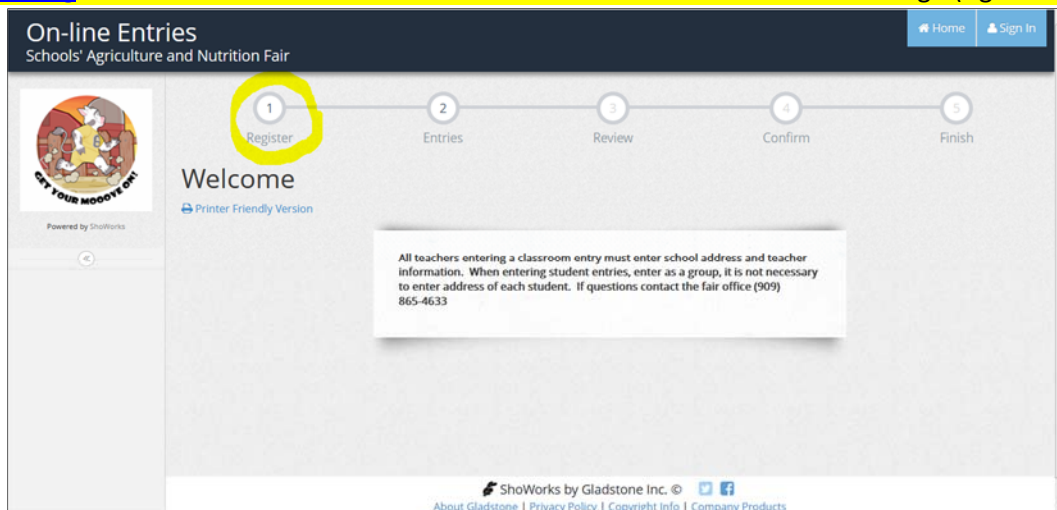 On-line Entries
Schools' Agriculture and Nutrition Fair
Home
Sign In
1
2
3
4
5
Register
Entries
Review
Confirm
Finish
GET YOUR MOOOVE ON!
Powered by ShoWorks
Welcome
Printer Friendly Version
All teachers entering a classroom entry must enter school address and teacher
information. When entering student entries, enter as a group, it is not necessary
to enter address of each student. If questions contact the fair office (909)
865-4633
ShoWorks by Gladstone Inc. ©
About Gladstone | Privacy Policy | Copyright Info | Company Products